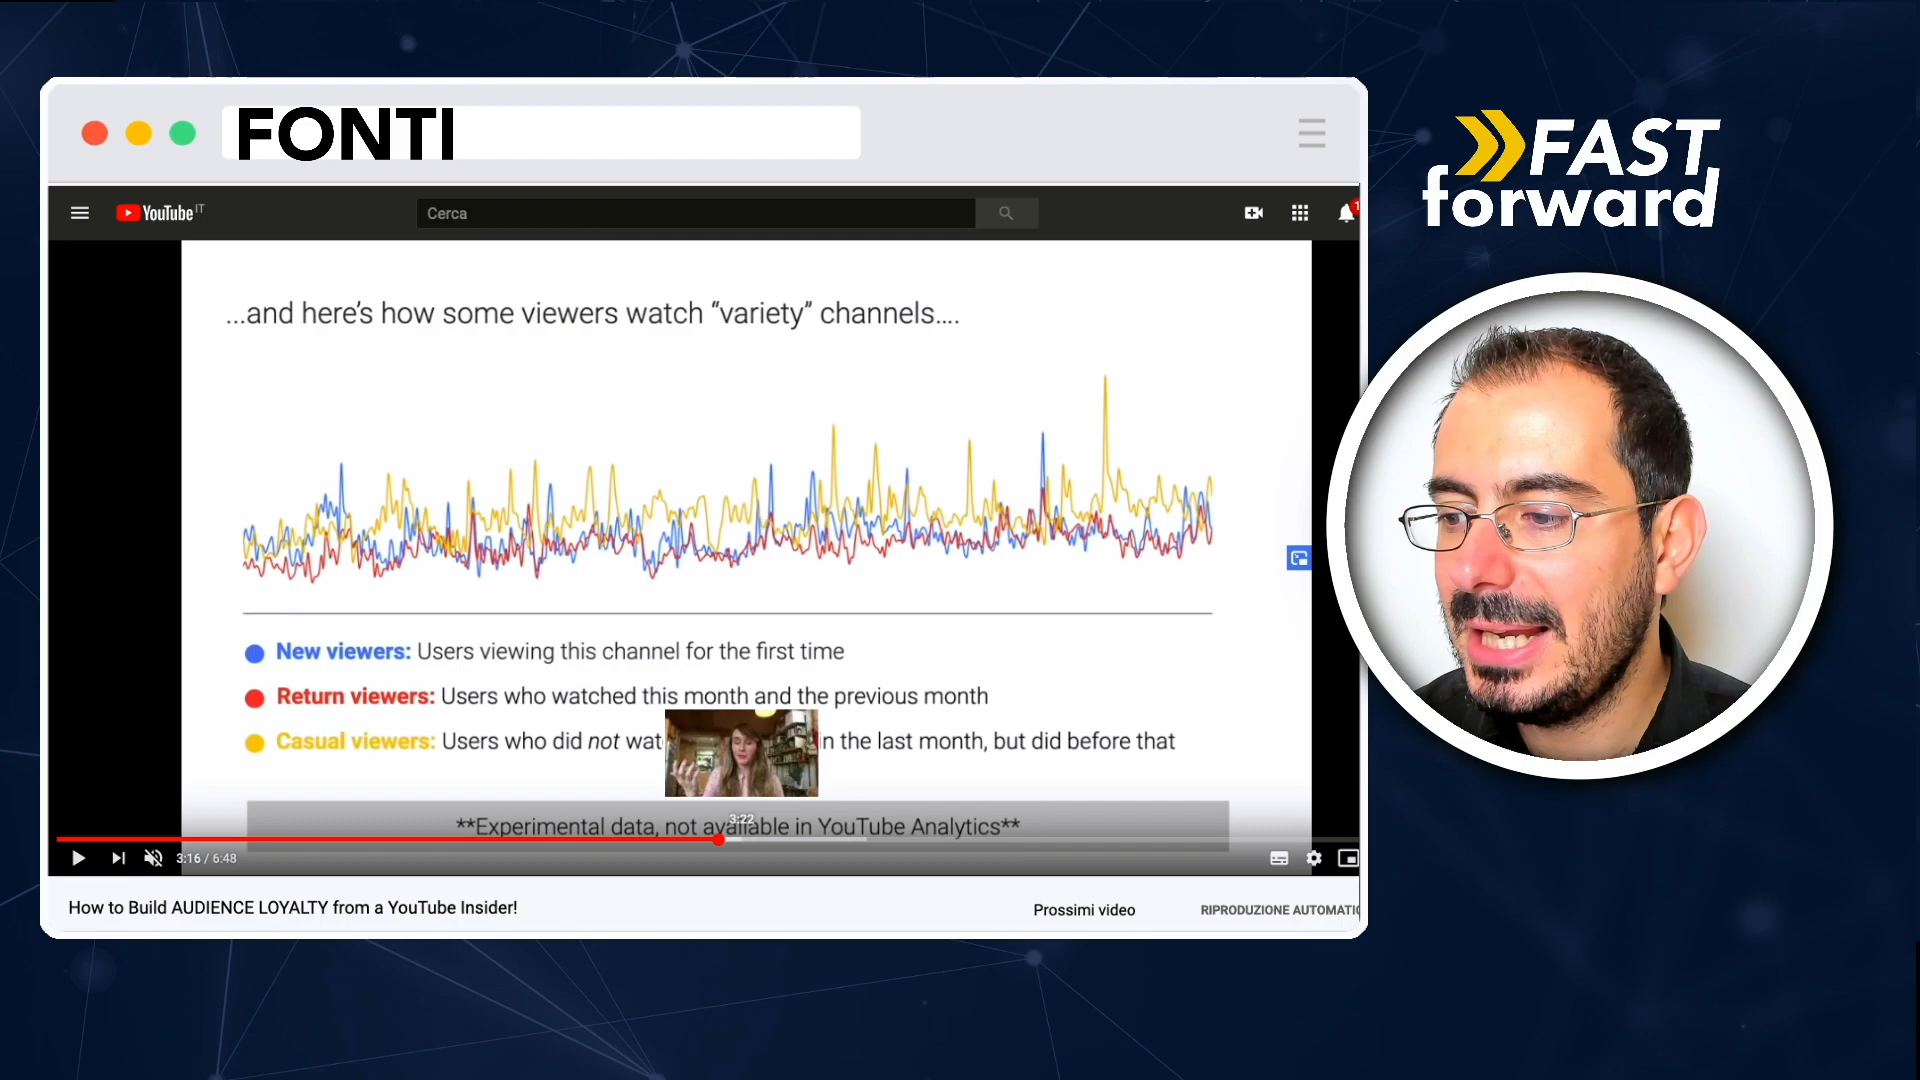 FONTI
FAST
forward
YouTube IT
Cerca
1
...and here's how some viewers watch “variety” channels....
New viewers: Users viewing this channel for the first time
Return viewers: Users who watched this month and the previous month
Casual viewers: Users who did not wat in the last month, but did before that
**Experimental data, not available in YouTube Analytics**
3:22
3:16 / 6:48
How to Build AUDIENCE LOYALTY from a YouTube Insider!
Prossimi video
RIPRODUZIONE AUTOMATIC